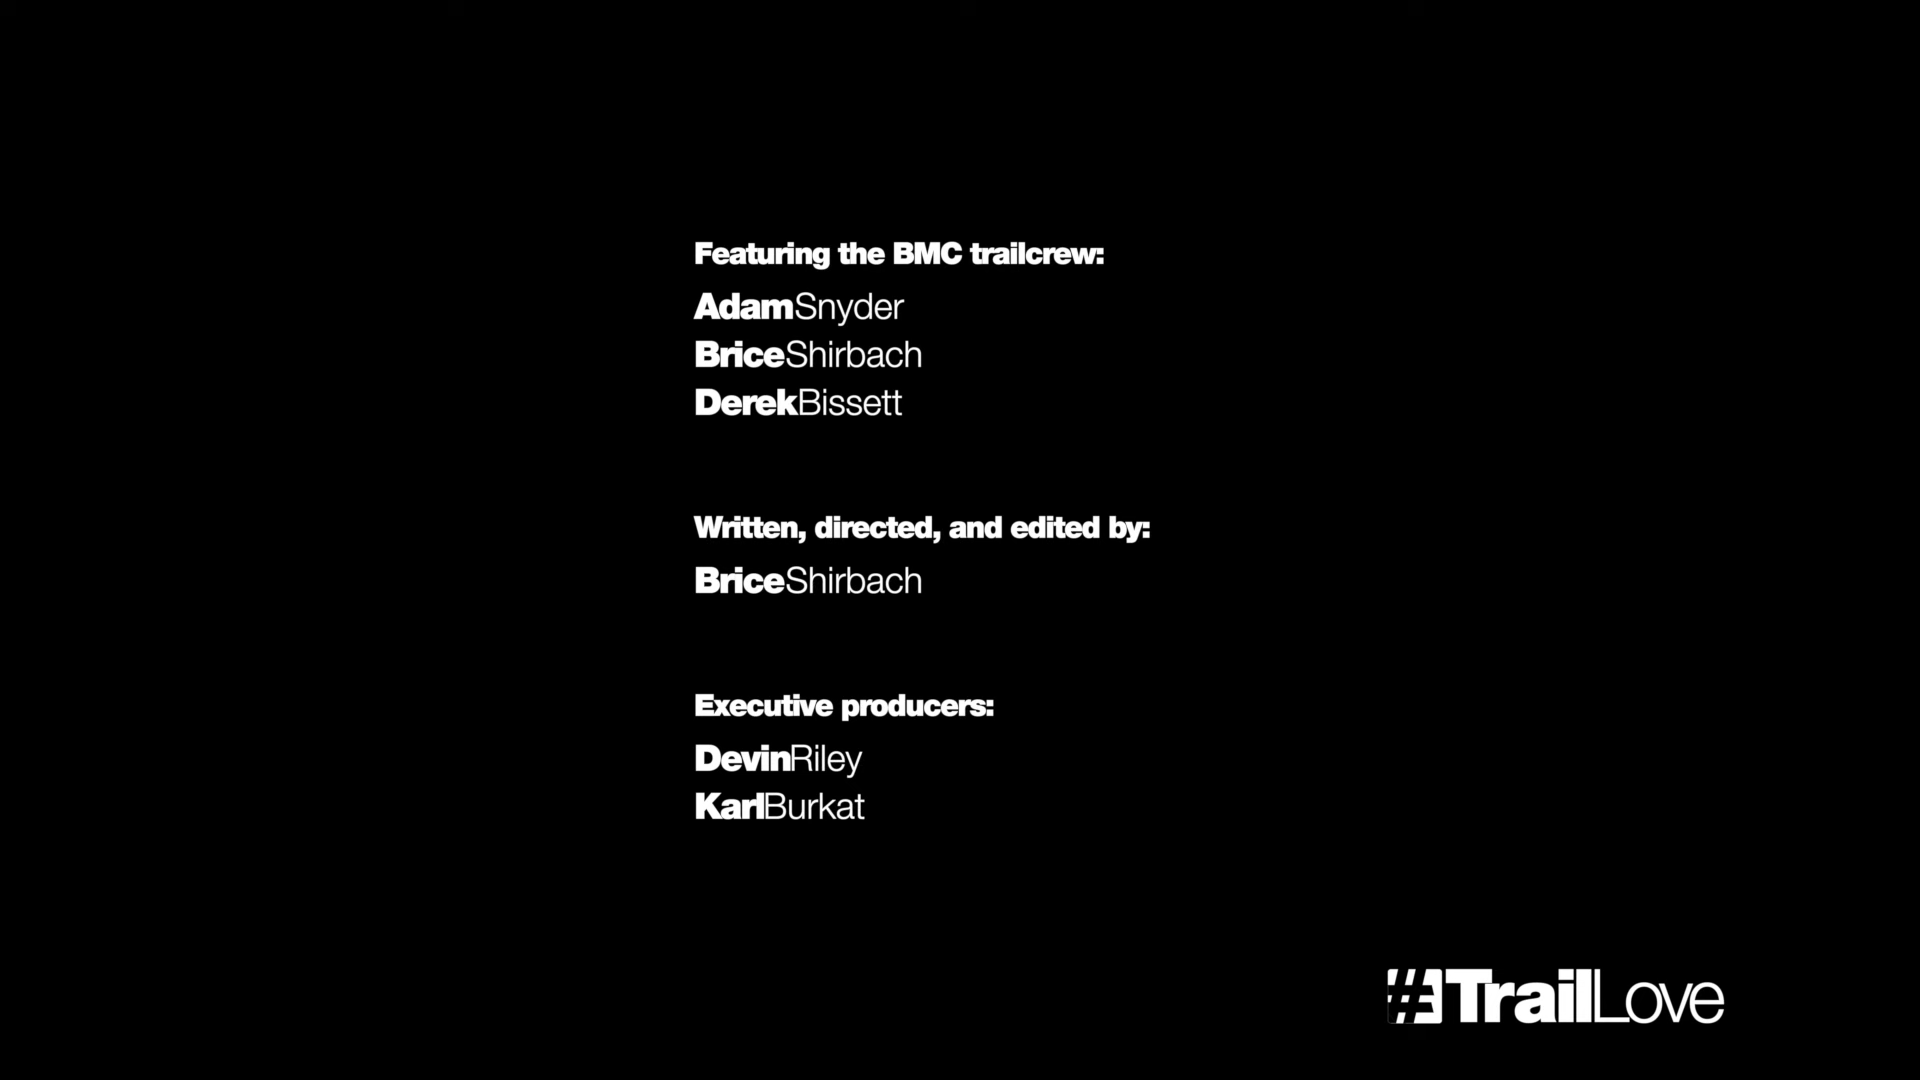 Featuring the BMC trailcrew:
AdamSnyder
BriceShirbach
DerekBissett
Written, directed, and edited by:
BriceShirbach
Executive producers:
DevinRiley
KarlBurkat
#TrailLove